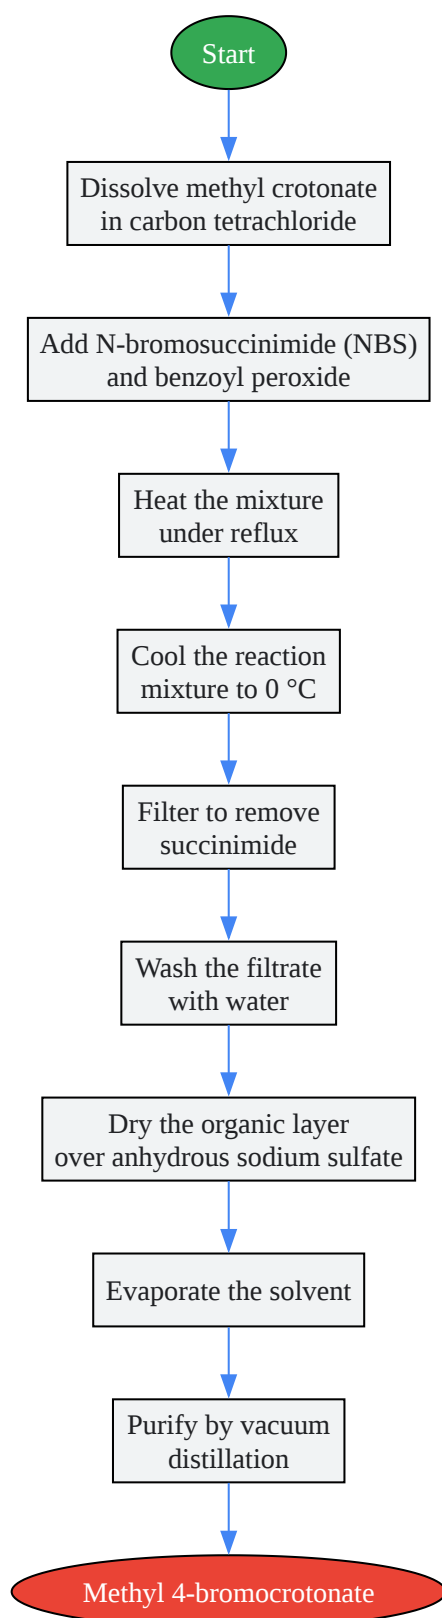 Start
Dissolve methyl crotonate
in carbon tetrachloride
Add N-bromosuccinimide (NBS)
and benzoyl peroxide
Heat the mixture
under reflux
Cool the reaction
mixture to 0 °C
Filter to remove
succinimide
Wash the filtrate
with water
Dry the organic layer
over anhydrous sodium sulfate
Evaporate the solvent
Purify by vacuum
distillation
Methyl 4-bromocrotonate